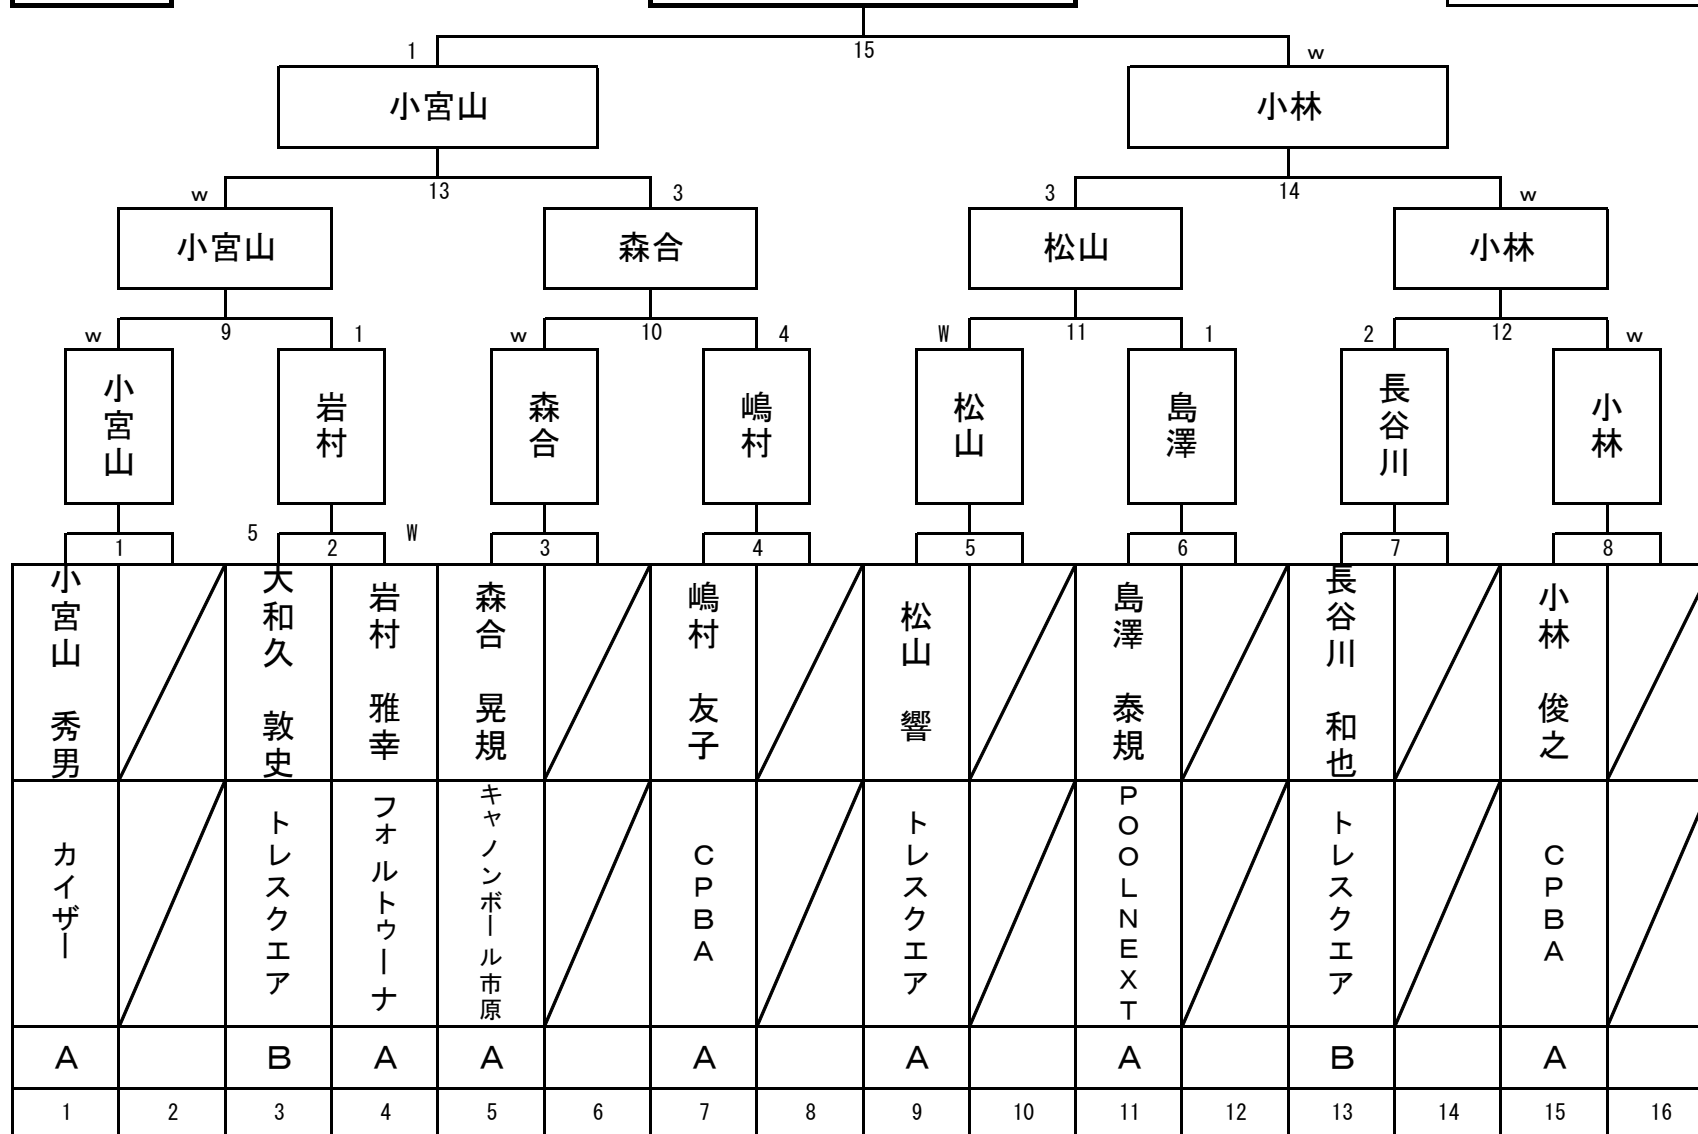 1 15 w
小宮山 小林
w 13 3 3 14 w
小宮山 森合 松山 小林
w 9 1 w 10 4 W 11 1 2 12 w
小宮山 岩村 森合 嶋村 松山 島澤 長谷川 小林
5 W
1 2 3 4 5 6 7 8
小宮山 秀男
大和久 敦史
岩村 雅幸
森合 晃規
嶋村 友子
松山 響
島澤 泰規
長谷川 和也
小林 俊之
カイザー
トレスクエア
フォルトゥーナ
キャノンボール市原
CPBA
トレスクエア
POOLNEXT
トレスクエア
CPBA
A B A A A A A B A
1 2 3 4 5 6 7 8 9 10 11 12 13 14 15 16